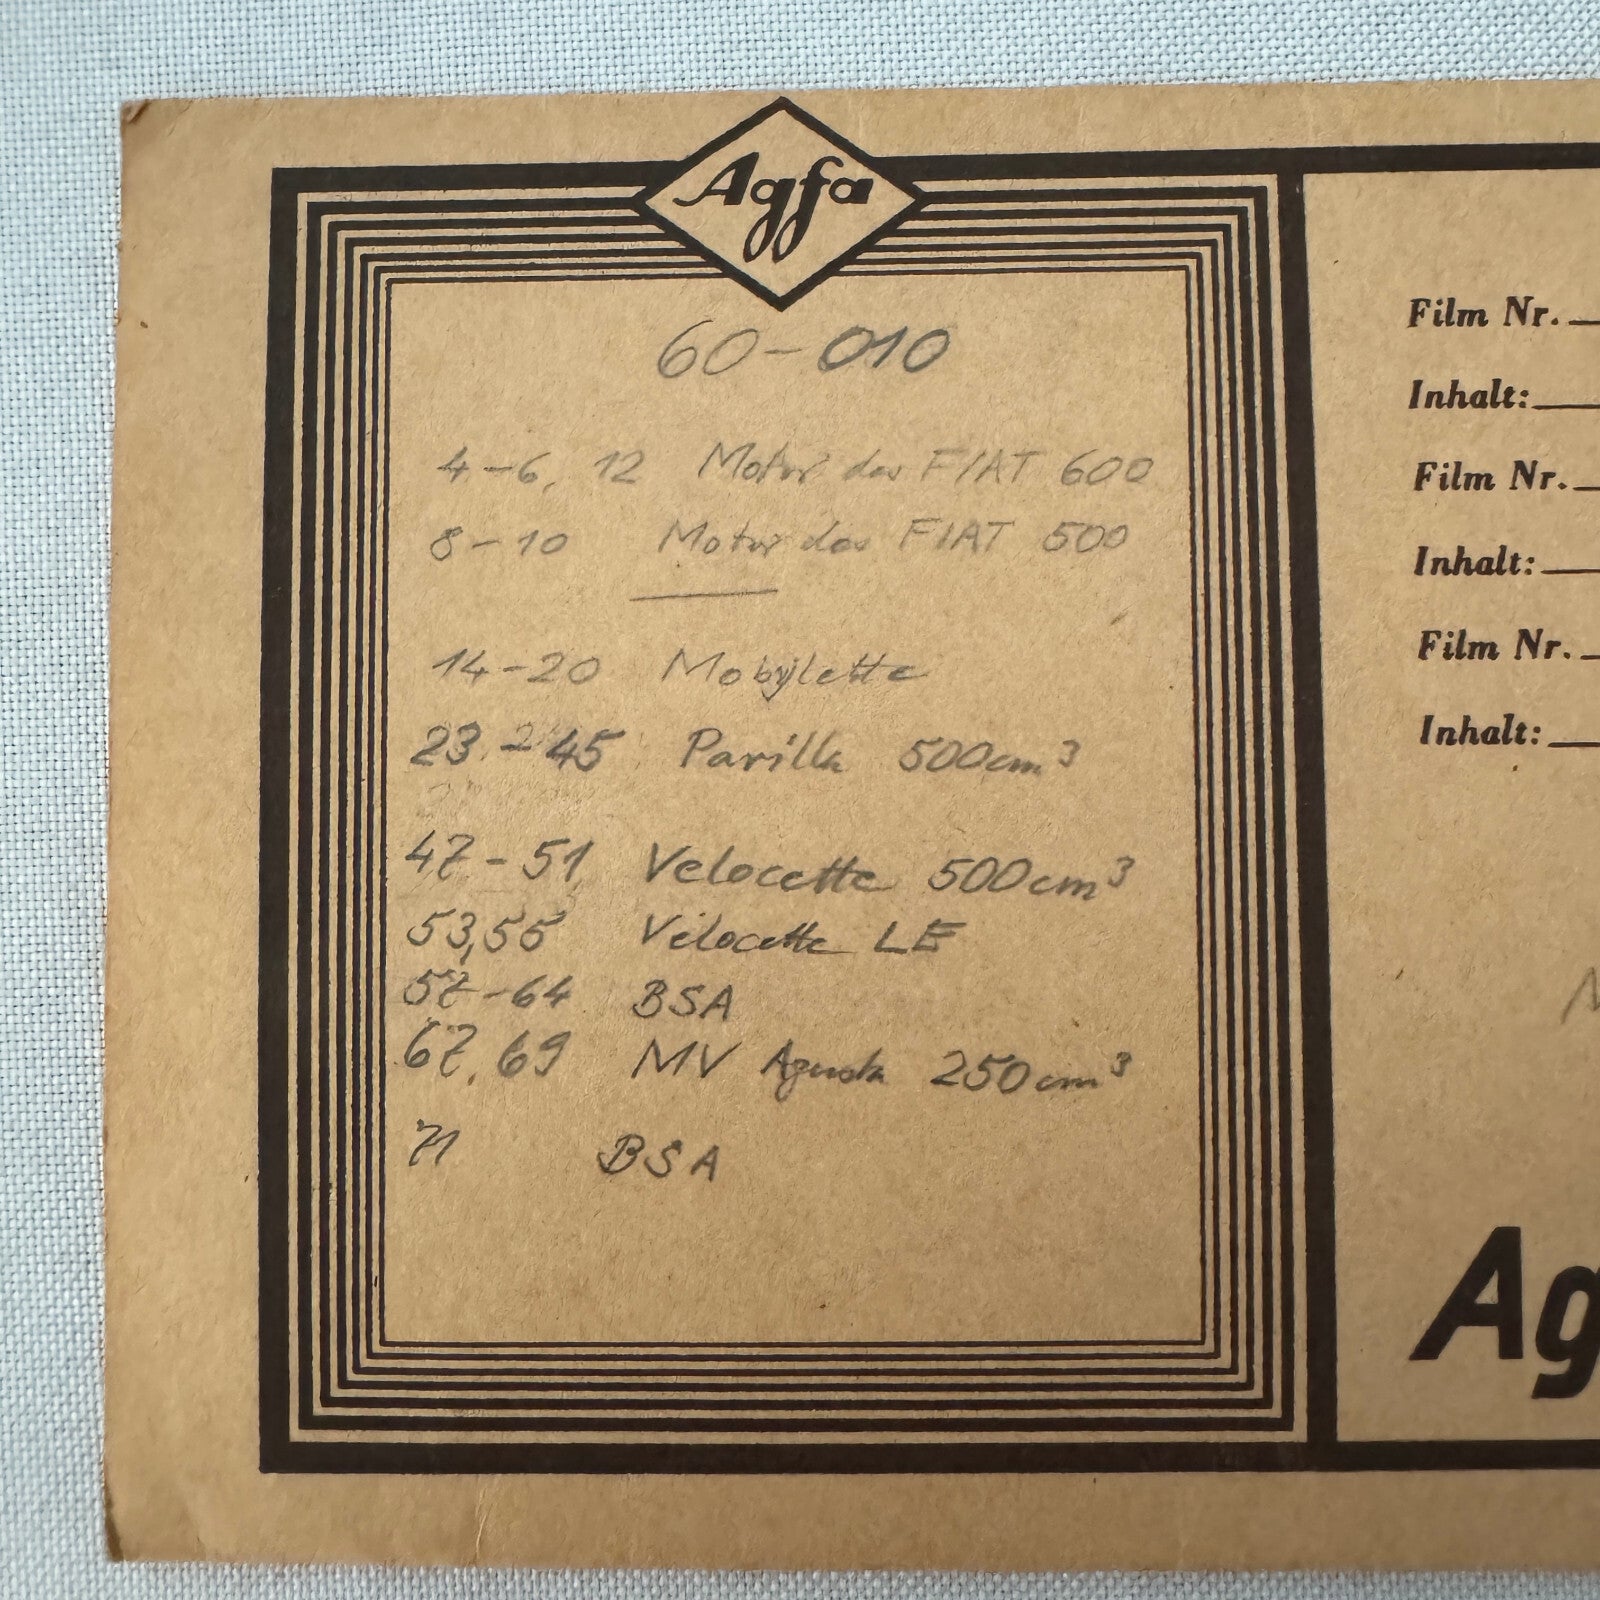 Agfa
60-010
4-6, 12 Motor des FIAT 600
8-10 Motor des FIAT 500
14-20 Mobylette
23-45 Parilla 500cm³
47-51 Velocette 500cm³
53,55 Velocette LE
57-64 BSA
67,69 MV Agusta 250cm³
71 BSA
Film Nr.
Inhalt:
Film Nr.
Inhalt:
Film Nr.
Inhalt:
Ag